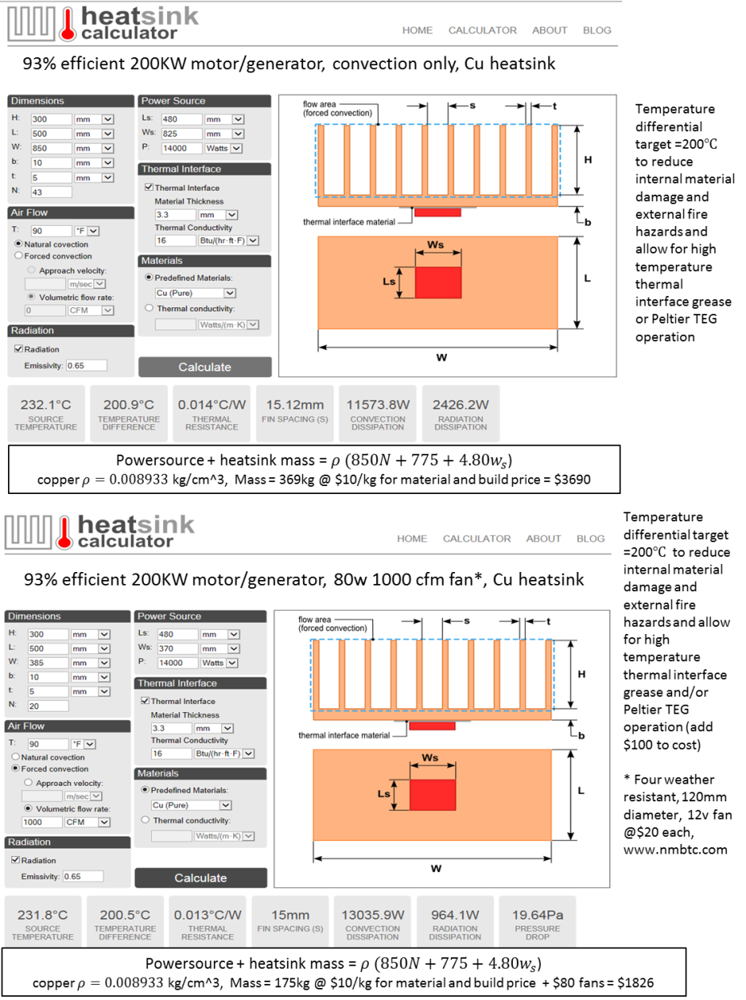 heatsink
calculator
HOME CALCULATOR ABOUT BLOG
93% efficient 200KW motor/generator, convection only, Cu heatsink
Dimensions
H: 300 mm
L: 500 mm
W: 850 mm
b: 10 mm
t: 5 mm
N: 43
Air Flow
T: 90 °F
Natural covection
Forced convection
Approach velocity:
m/sec
Volumetric flow rate:
0 CFM
Radiation
Radiation
Emissivity: 0.65
Power Source
Ls: 480 mm
Ws: 825 mm
P: 14000 Watts
Thermal Interface
Thermal Interface
Material Thickness
3.3 mm
Thermal Conductivity
16 Btu/(hr·ft·F)
Materials
Predefined Materials:
Cu (Pure)
Thermal conductivity:
Watts/(m·K)
Calculate
flow area
(forced convection)
s
t
H
thermal interface material
b
Ws
Ls
L
W
Temperature
differential
target =200℃
to reduce
internal material
damage and
external fire
hazards and
allow for high
temperature
thermal
interface grease
or Peltier TEG
operation
232.1°C 200.9°C 0.014°C/W 15.12mm 11573.8W 2426.2W
SOURCE TEMPERATURE THERMAL FIN SPACING (S) CONVECTION RADIATION
TEMPERATURE DIFFERENCE RESISTANCE DISSIPATION DISSIPATION
Powersource + heatsink mass = ρ (850N + 775 + 4.80wₛ)
copper ρ = 0.008933 kg/cm^3, Mass = 369kg @ $10/kg for material and build price = $3690
heatsink
calculator
HOME CALCULATOR ABOUT BLOG
93% efficient 200KW motor/generator, 80w 1000 cfm fan*, Cu heatsink
Dimensions
H: 300 mm
L: 500 mm
W: 385 mm
b: 10 mm
t: 5 mm
N: 20
Air Flow
T: 90 °F
Natural covection
Forced convection
Approach velocity:
m/sec
Volumetric flow rate:
1000 CFM
Radiation
Radiation
Emissivity: 0.65
Power Source
Ls: 480 mm
Ws: 370 mm
P: 14000 Watts
Thermal Interface
Thermal Interface
Material Thickness
3.3 mm
Thermal Conductivity
16 Btu/(hr·ft·F)
Materials
Predefined Materials:
Cu (Pure)
Thermal conductivity:
Watts/(m·K)
Calculate
flow area
(forced convection)
s
t
H
thermal interface material
b
Ws
Ls
L
W
Temperature
differential target
=200℃ to reduce
internal material
damage and
external fire
hazards and allow
for high
temperature
thermal interface
grease and/or
Peltier TEG
operation (add
$100 to cost)
* Four weather
resistant, 120mm
diameter, 12v fan
@$20 each,
www.nmbtc.com
231.8°C 200.5°C 0.013°C/W 15mm 13035.9W 964.1W 19.64Pa
SOURCE TEMPERATURE THERMAL FIN SPACING (S) CONVECTION RADIATION PRESSURE
TEMPERATURE DIFFERENCE RESISTANCE DISSIPATION DISSIPATION DROP
Powersource + heatsink mass = ρ (850N + 775 + 4.80wₛ)
copper ρ = 0.008933 kg/cm^3, Mass = 175kg @ $10/kg for material and build price + $80 fans = $1826